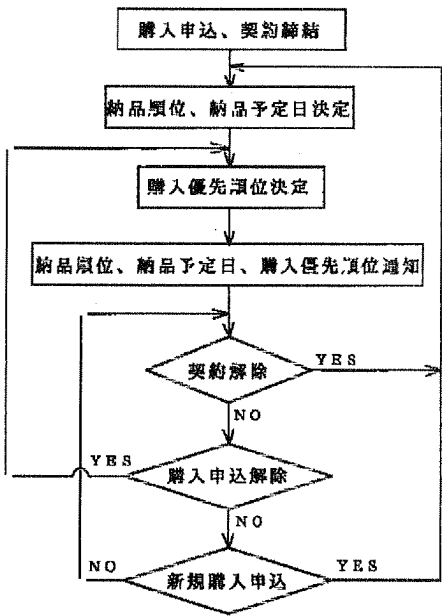 購入申込、契約締結
納品順位、納品予定日決定
購入優先順位決定
納品順位、納品予定日、購入優先順位通知
契約解除
YES
NO
購入申込解除
YES
NO
新規購入申込
NO
YES